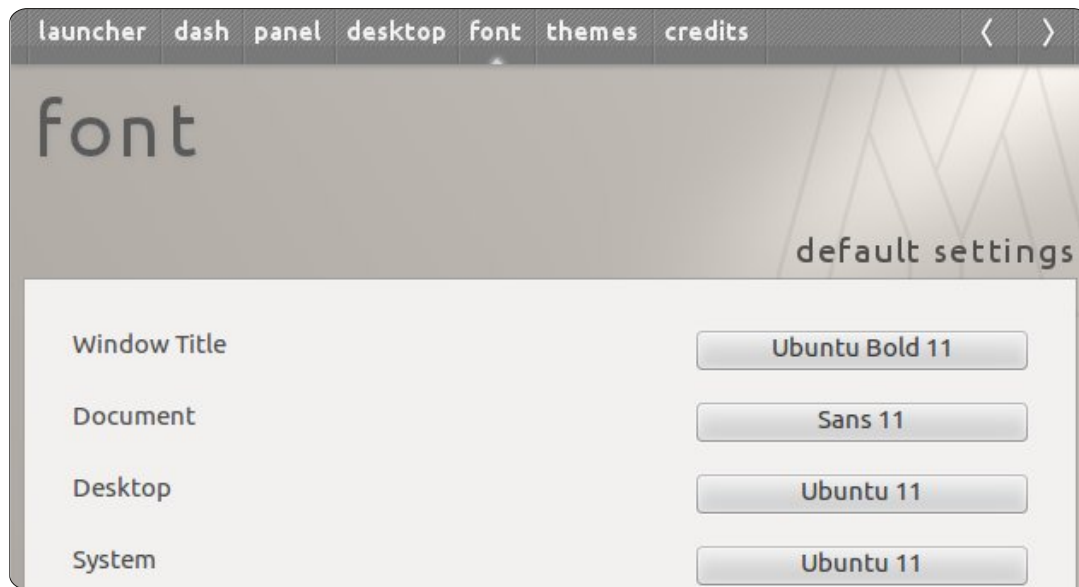 launcher dash panel desktop font themes credits 〈 〉
font
default settings
Window Title Ubuntu Bold 11
Document Sans 11
Desktop Ubuntu 11
System Ubuntu 11